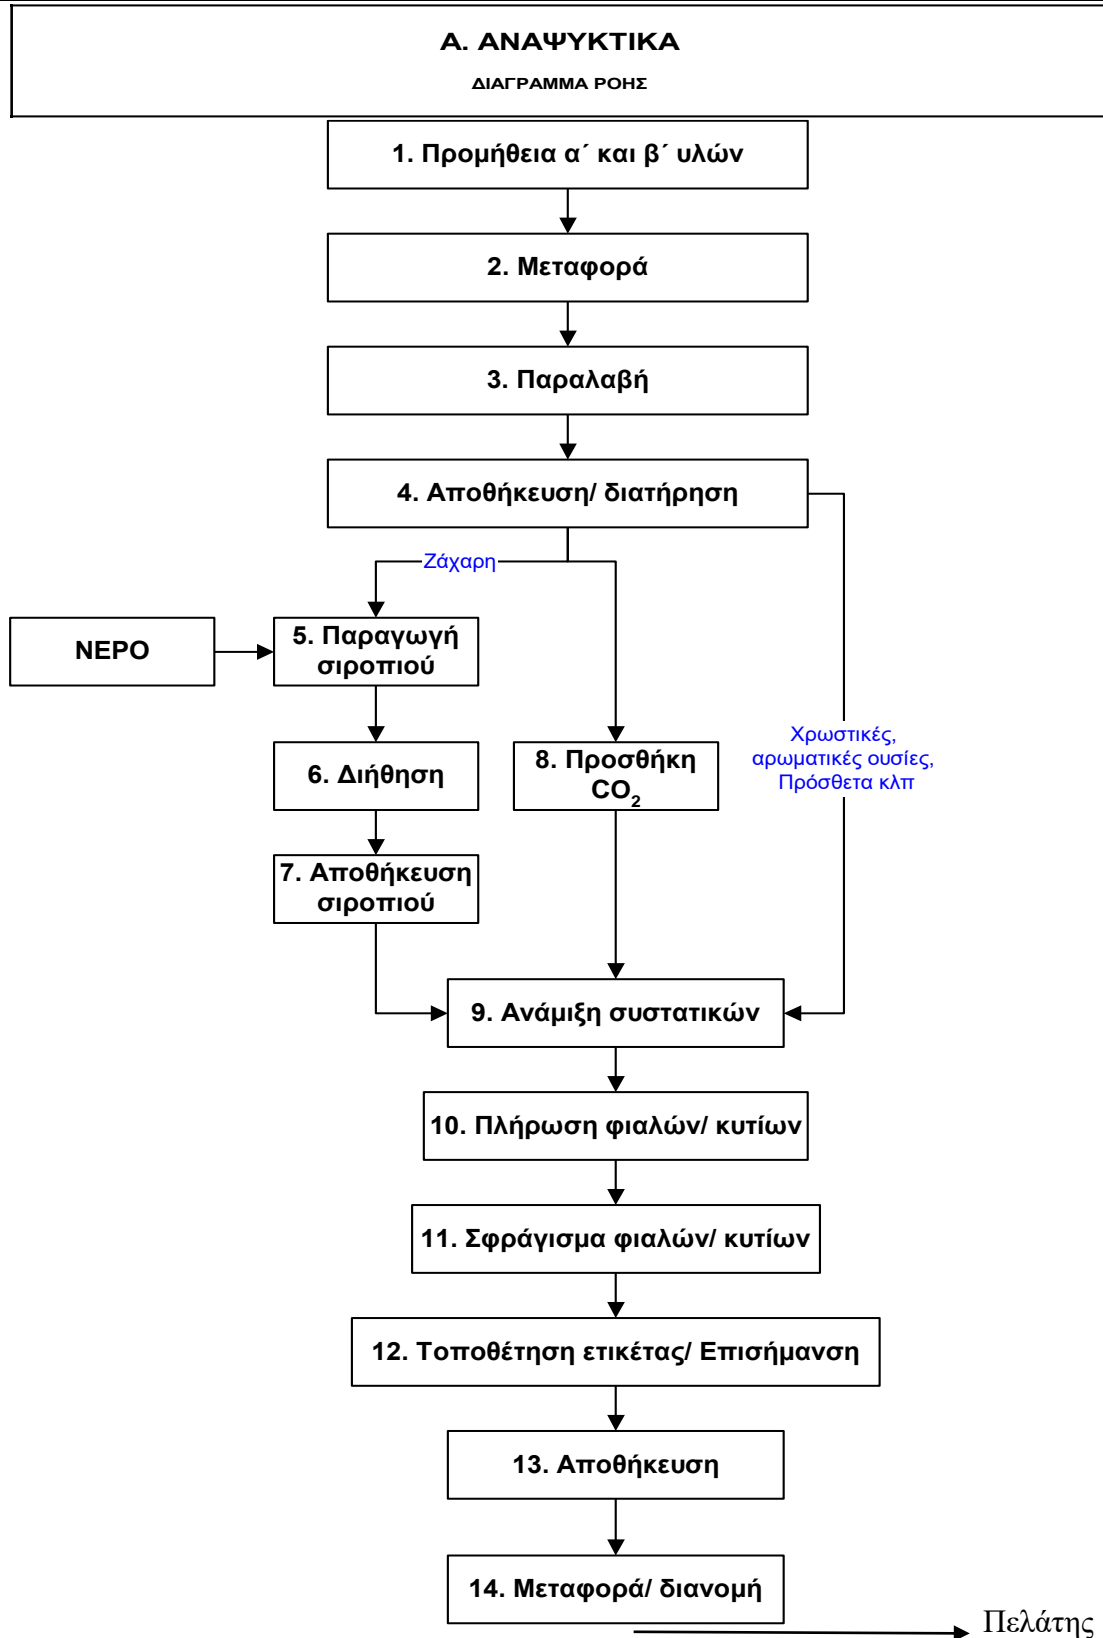 Α. ΑΝΑΨΥΚΤΙΚΑ
ΔΙΑΓΡΑΜΜΑ ΡΟΗΣ
1. Προμήθεια α΄ και β΄ υλών
2. Μεταφορά
3. Παραλαβή
4. Αποθήκευση/ διατήρηση
Ζάχαρη
ΝΕΡΟ
5. Παραγωγή
σιροπιού
Χρωστικές,
αρωματικές ουσίες,
Πρόσθετα κλπ
6. Διήθηση
8. Προσθήκη
CO₂
7. Αποθήκευση
σιροπιού
9. Ανάμιξη συστατικών
10. Πλήρωση φιαλών/ κυτίων
11. Σφράγισμα φιαλών/ κυτίων
12. Τοποθέτηση ετικέτας/ Επισήμανση
13. Αποθήκευση
14. Μεταφορά/ διανομή
Πελάτης